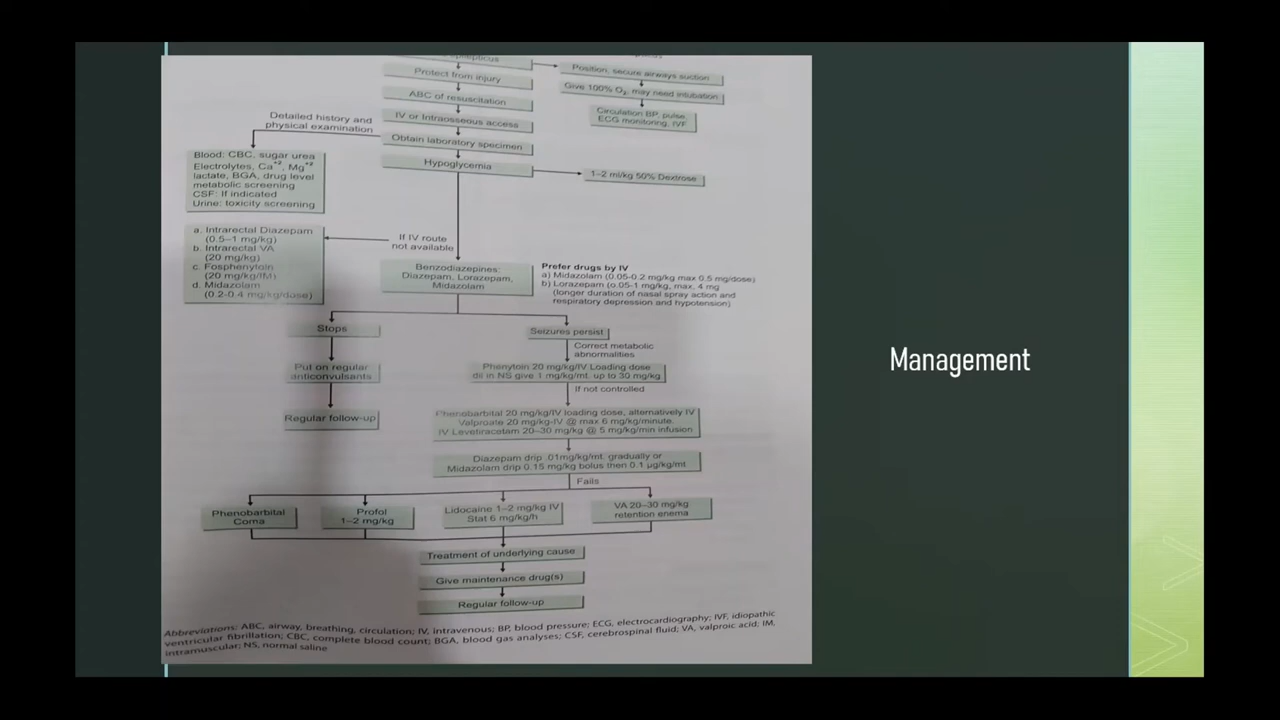 Protect from injury
ABC of resuscitation
IV or Intraosseous access
Obtain laboratory specimen
Hypoglycemia
Position, secure airways suction
Give 100% O₂, may need intubation
Circulation BP, pulse,
ECG monitoring, IVF
1–2 ml/kg 50% Dextrose
Detailed history and
physical examination
Blood: CBC, sugar urea
Electrolytes, Ca⁺², Mg⁺²
lactate, BGA, drug level
metabolic screening
CSF: If indicated
Urine: toxicity screening
If IV route
not available
a. Intrarectal Diazepam
(0.5–1 mg/kg)
b. Intrarectal VA
(20 mg/kg)
c. Fosphenytoin
(20 mg/kg/IM)
d. Midazolam
(0.2-0.4 mg/kg/dose)
Benzodiazepines:
Diazepam, Lorazepam,
Midazolam
Prefer drugs by IV
a) Midazolam (0.05-0.2 mg/kg max 0.5 mg/dose)
b) Lorazepam (o.05-1 mg/kg, max, 4 mg
(longer duration of nasal spray action and
respiratory depression and hypotension)
Stops
Put on regular
anticonvulsants
Regular follow-up
Seizures persist
Correct metabolic
abnormalities
Phenytoin 20 mg/kg/IV Loading dose
dil in NS give 1 mg/kg/mt. up to 30 mg/kg
If not controlled
Phenobarbital 20 mg/kg/IV loading dose, alternatively IV
Valproate 20 mg/kg-IV @ max 6 mg/kg/minute.
IV Levetiracetam 20–30 mg/kg @ 5 mg/kg/min infusion
Diazepam drip .01mg/kg/mt. gradually or
Midazolam drip 0.15 mg/kg bolus then 0.1 µg/kg/mt
Fails
Phenobarbital
Coma
Profol
1–2 mg/kg
Lidocaine 1–2 mg/kg IV
Stat 6 mg/kg/h
VA 20–30 mg/kg
retention enema
Treatment of underlying cause
Give maintenance drug(s)
Regular follow-up
Abbreviations: ABC, airway, breathing, circulation; IV, intravenous; BP, blood pressure; ECG, electrocardiography; IVF, idiopathic
ventricular fibrillation; CBC, complete blood count; BGA, blood gas analyses; CSF, cerebrospinal fluid; VA, valproic acid; IM,
intramuscular; NS, normal saline
Management